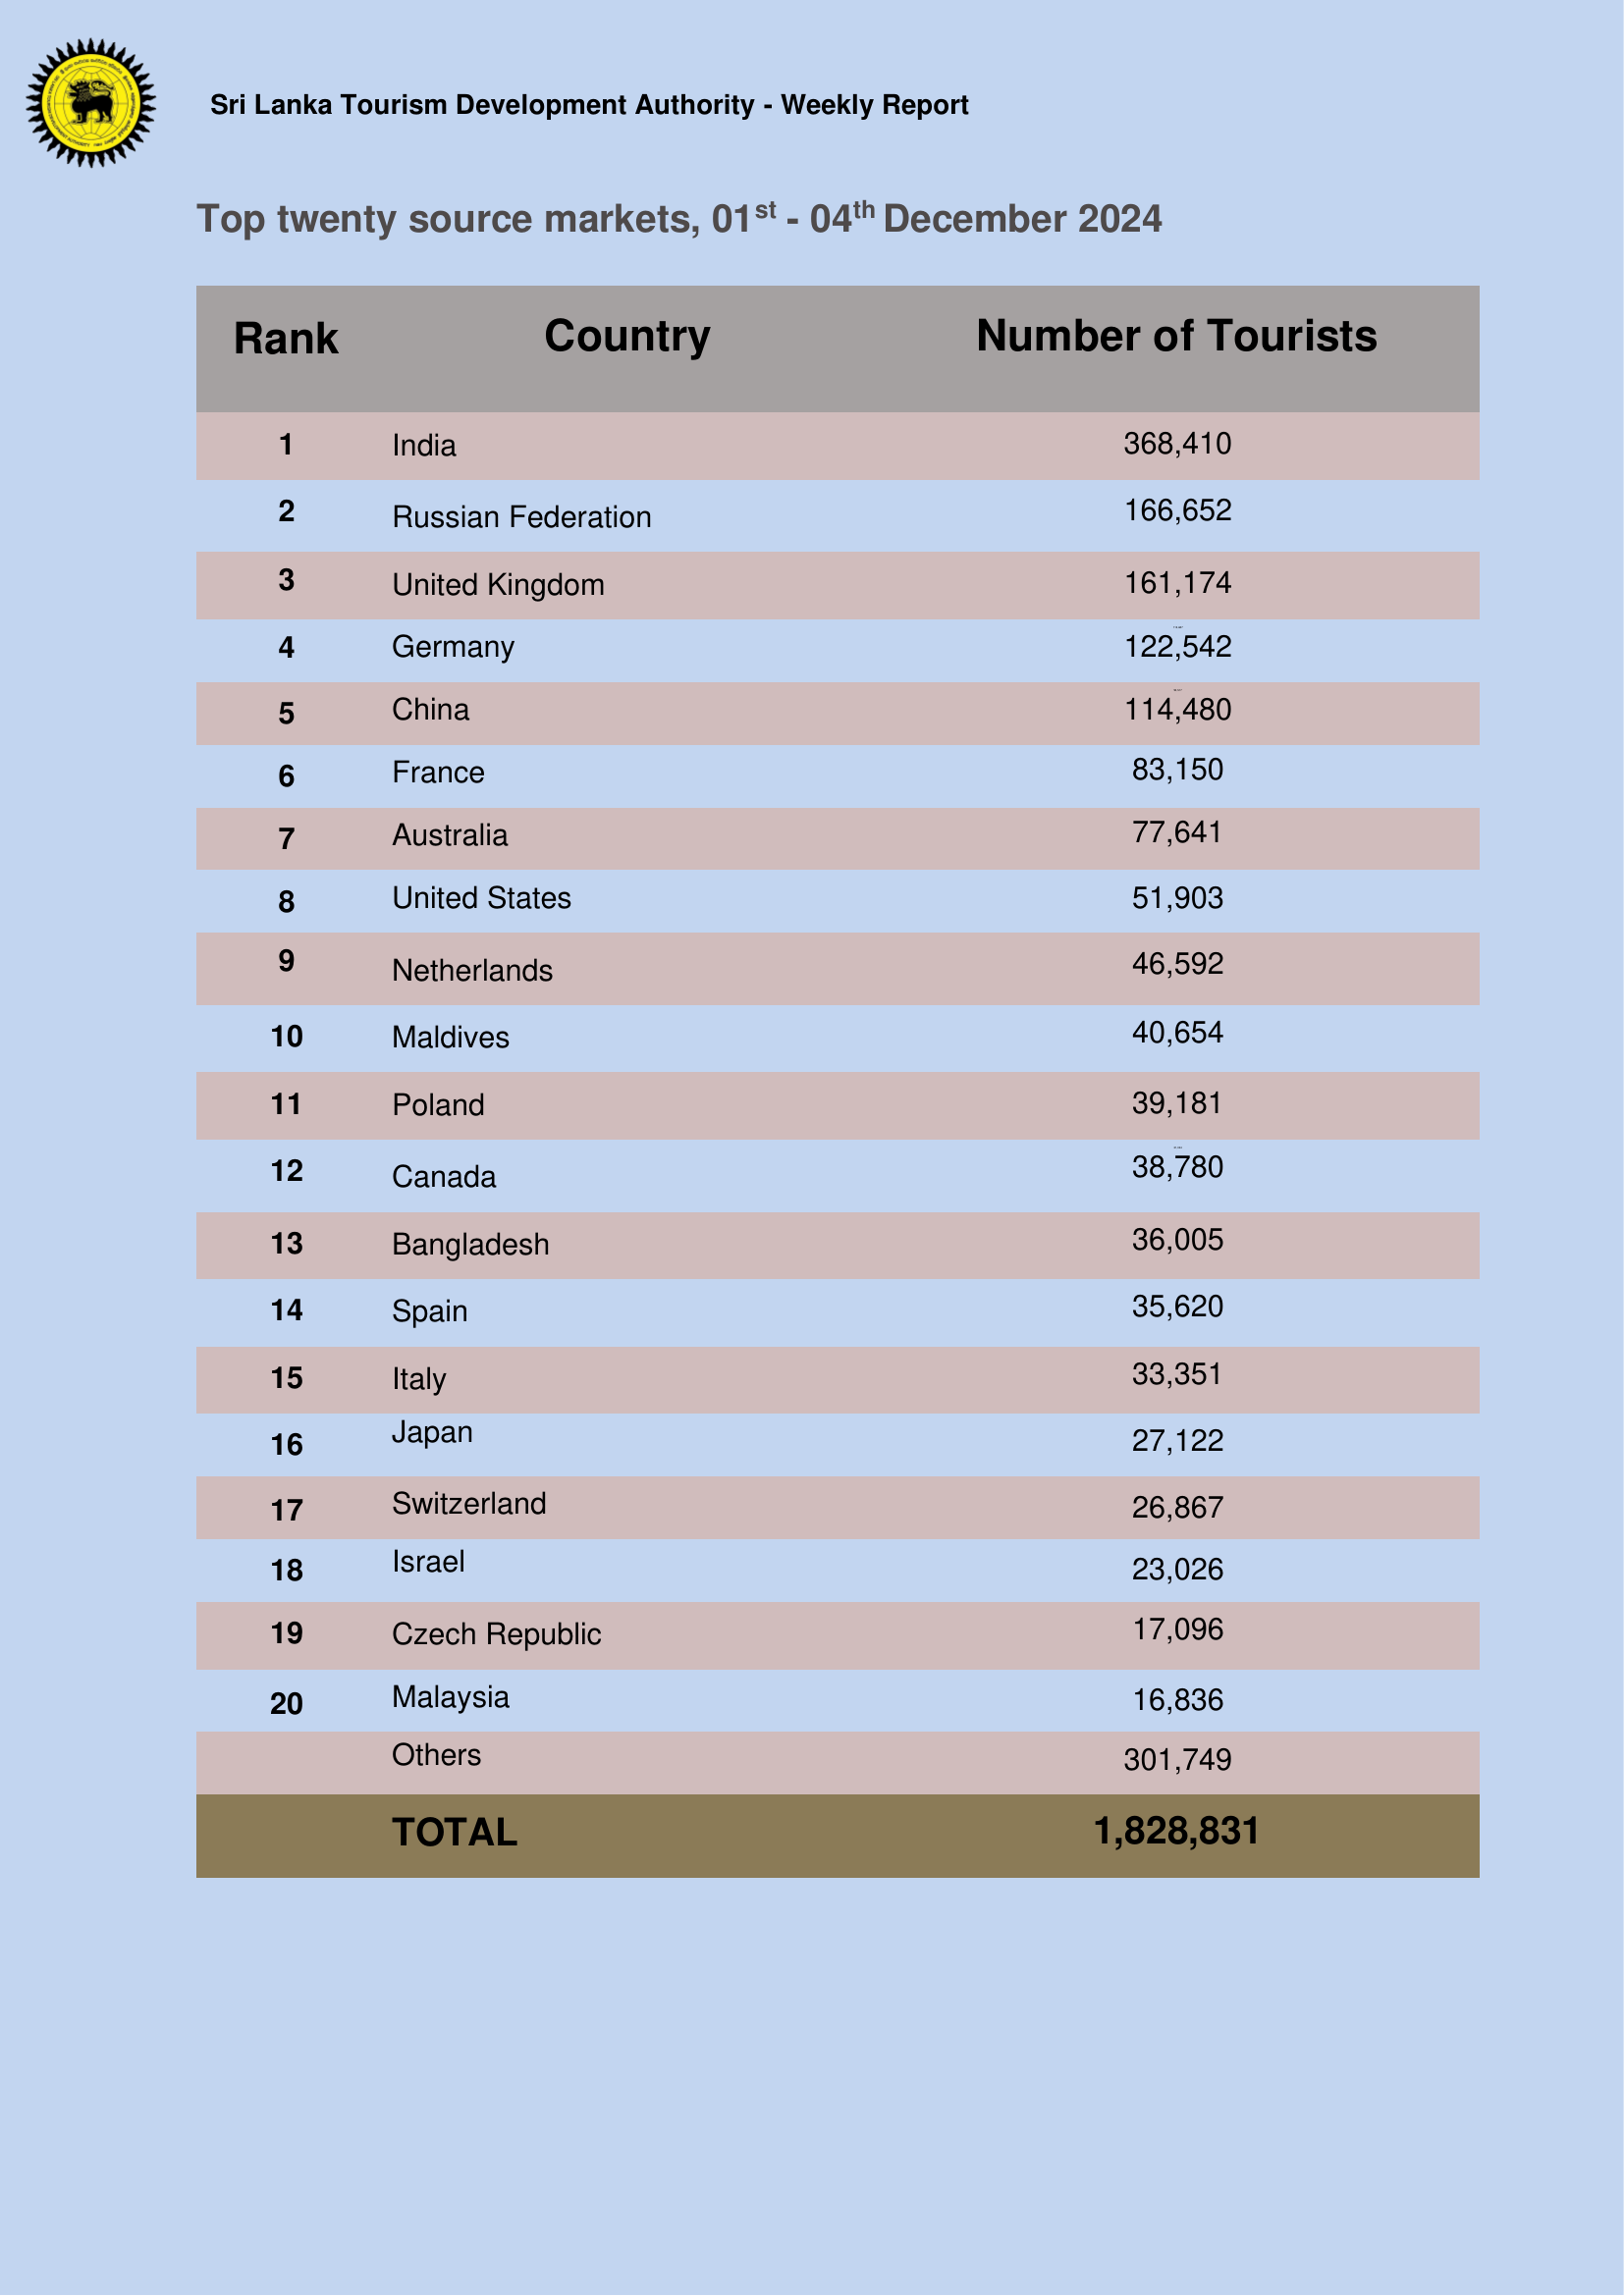 Sri Lanka Tourism Development Authority - Weekly Report
Top twenty source markets, 01st - 04th December 2024
Rank Country Number of Tourists
1 India 368,410
2 Russian Federation 166,652
3 United Kingdom 161,174
4 Germany 122,542
5 China 114,480
6 France 83,150
7 Australia 77,641
8 United States 51,903
9 Netherlands 46,592
10 Maldives 40,654
11 Poland 39,181
12 Canada 38,780
13 Bangladesh 36,005
14 Spain 35,620
15 Italy 33,351
16 Japan 27,122
17 Switzerland 26,867
18 Israel 23,026
19 Czech Republic 17,096
20 Malaysia 16,836
Others 301,749
TOTAL 1,828,831